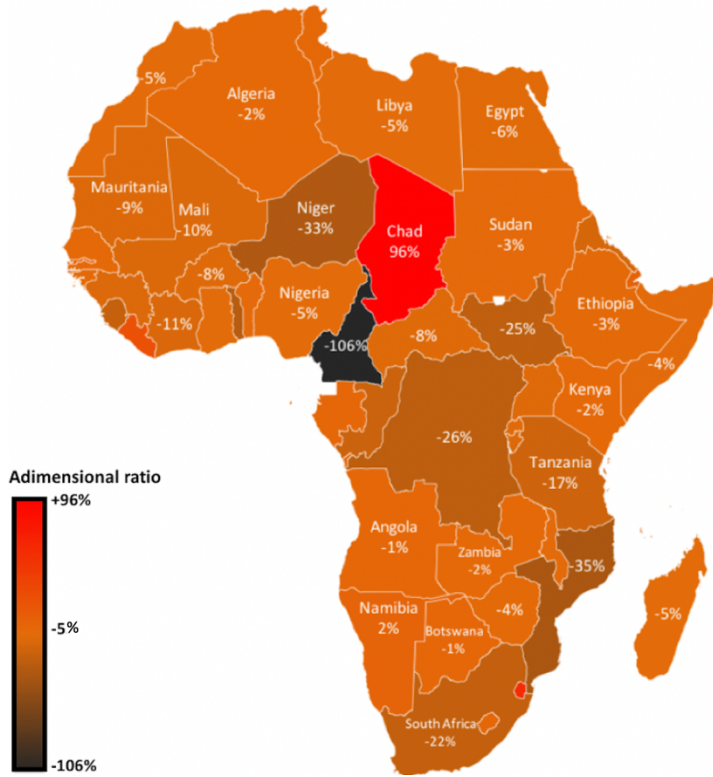 -5%
Algeria
-2%
Libya
-5%
Egypt
-6%
Mauritania
-9%
Mali
10%
Niger
-33%
Chad
96%
Sudan
-3%
-8%
Nigeria
-5%
-11%
-106%
-8%
-25%
Ethiopia
-3%
-4%
Kenya
-2%
-26%
Tanzania
-17%
Adimensional ratio
+96%
-5%
-106%
Angola
-1%
Zambia
-2%
-35%
Namibia
2%
Botswana
-1%
-4%
-5%
South Africa
-22%